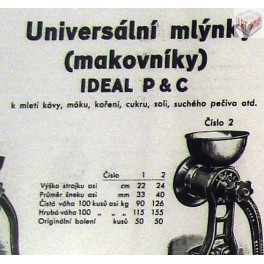 Universální mlýnky
(makovníky)
IDEAL P & C
k mletí kávy, máku, koření, cukru, soli, suchého pečiva atd.
Číslo 2
Číslo 1 2
Výška strojku asi cm 22 24
Průměr šneku asi mm 33 40
Čistá váha 100 kusů asi kg 90 126
Hrubá váha 100 „ „ „ 115 155
Originální balení kusů 50 50